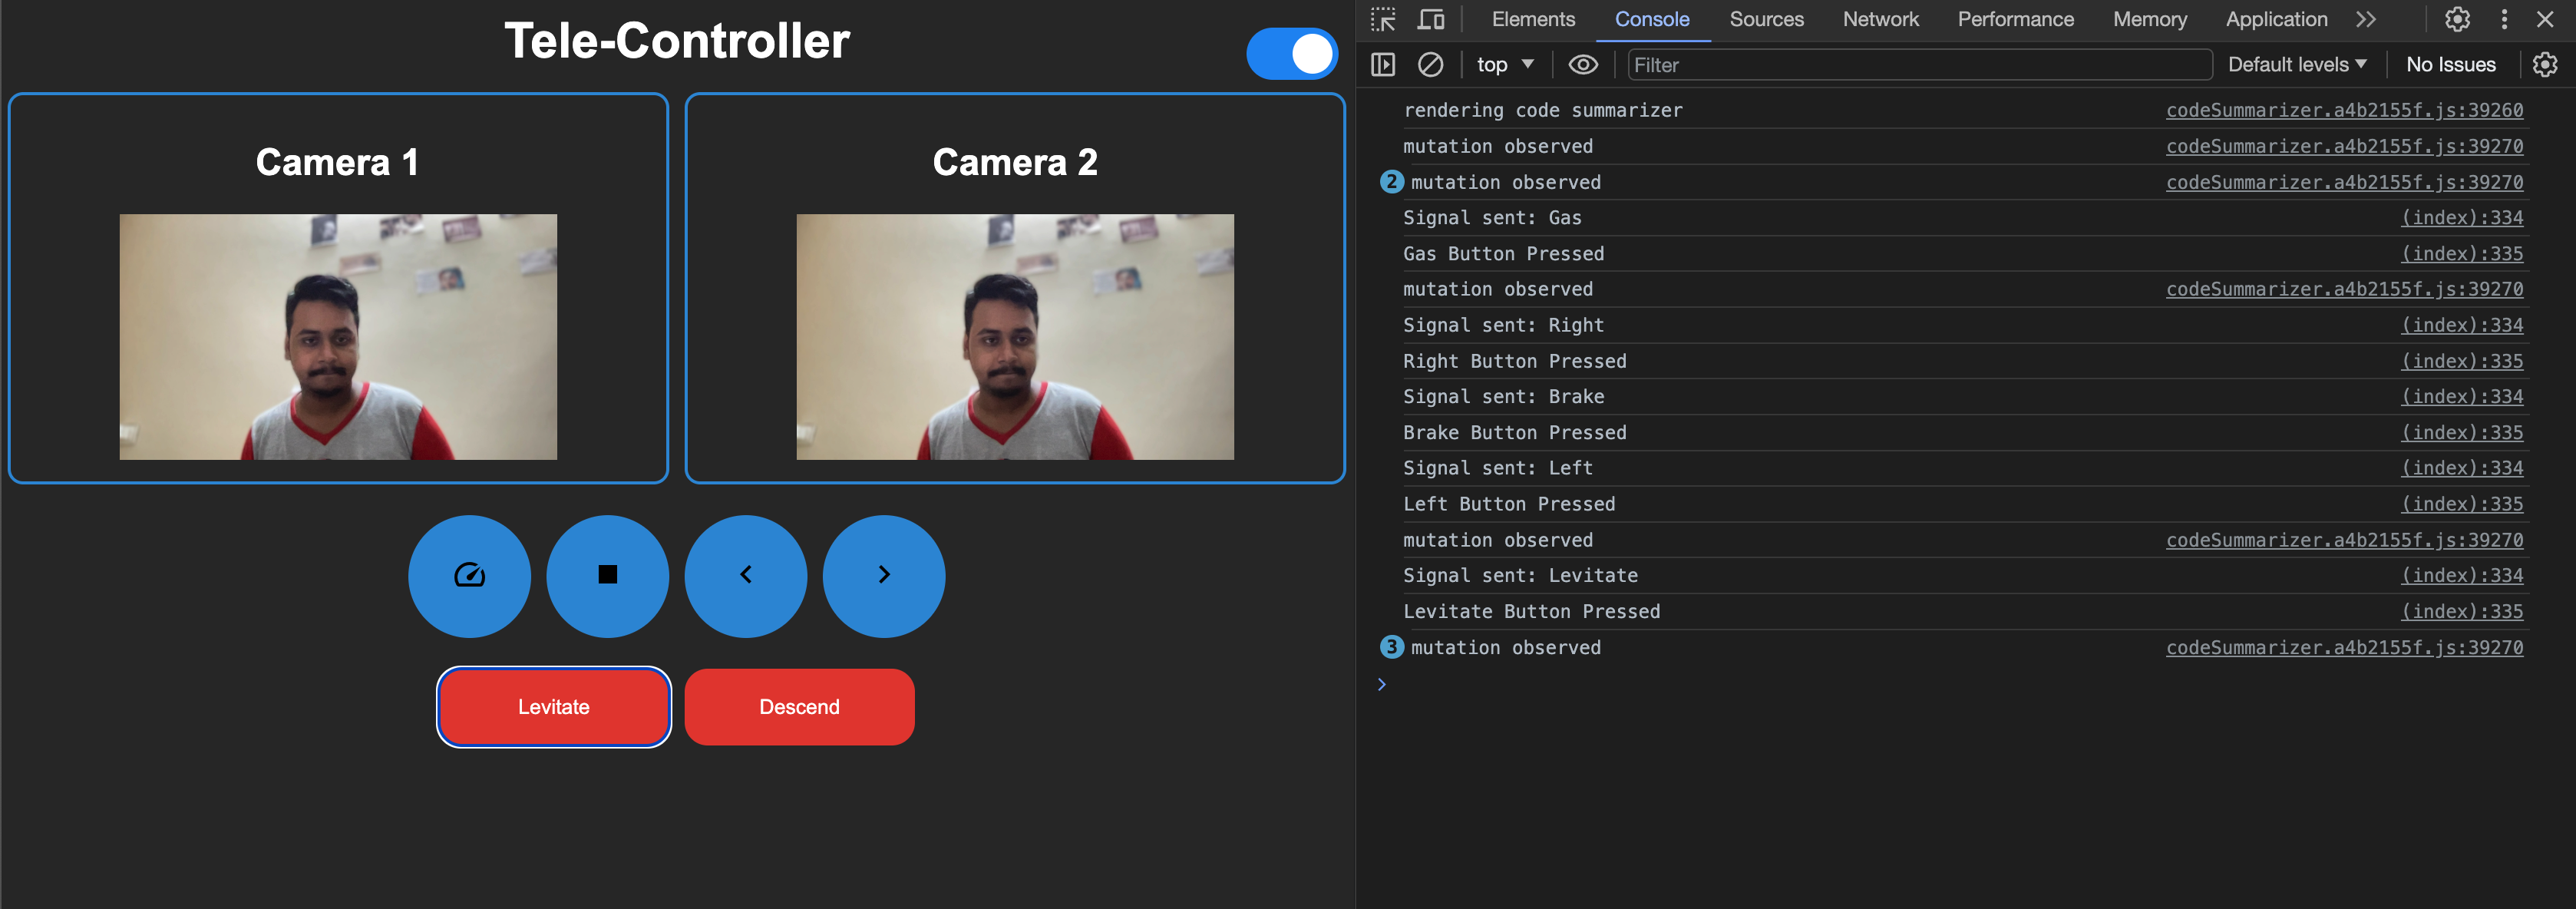 Tele-Controller
Camera 1
Camera 2
Levitate
Descend
Elements Console Sources Network Performance Memory Application
top Filter Default levels No Issues
rendering code summarizer codeSummarizer.a4b2155f.js:39260
mutation observed codeSummarizer.a4b2155f.js:39270
2 mutation observed codeSummarizer.a4b2155f.js:39270
Signal sent: Gas (index):334
Gas Button Pressed (index):335
mutation observed codeSummarizer.a4b2155f.js:39270
Signal sent: Right (index):334
Right Button Pressed (index):335
Signal sent: Brake (index):334
Brake Button Pressed (index):335
Signal sent: Left (index):334
Left Button Pressed (index):335
mutation observed codeSummarizer.a4b2155f.js:39270
Signal sent: Levitate (index):334
Levitate Button Pressed (index):335
3 mutation observed codeSummarizer.a4b2155f.js:39270